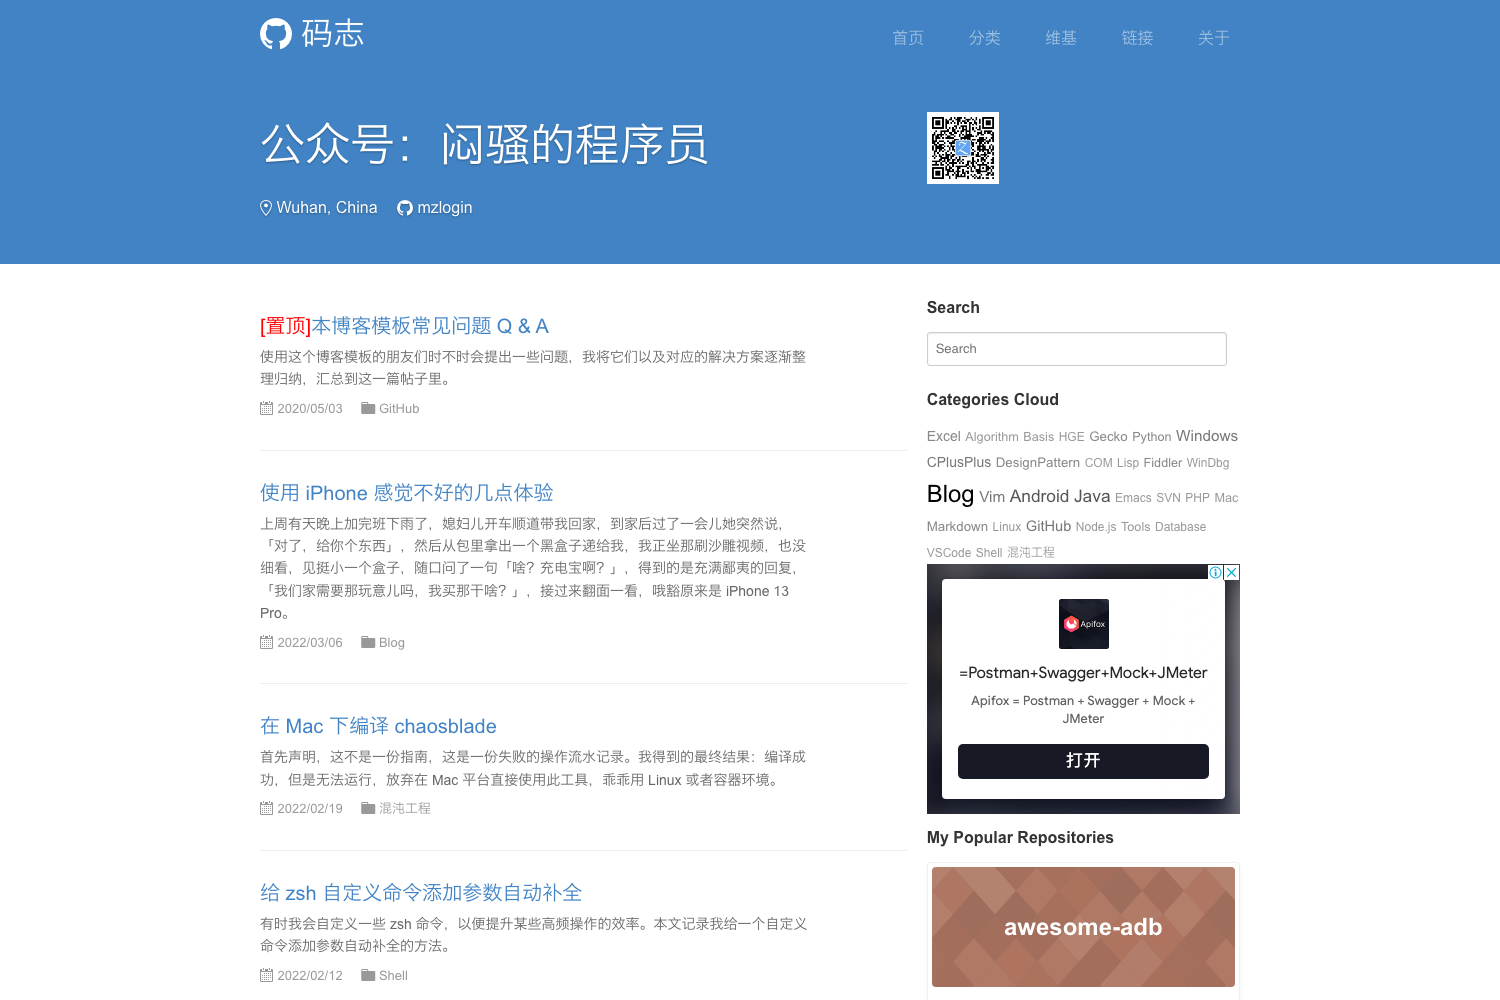 码志
首页 分类 维基 链接 关于
公众号：闷骚的程序员
Wuhan, China mzlogin
[置顶]本博客模板常见问题 Q & A
使用这个博客模板的朋友们时不时会提出一些问题，我将它们以及对应的解决方案逐渐整
理归纳，汇总到这一篇帖子里。
2020/05/03 GitHub
使用 iPhone 感觉不好的几点体验
上周有天晚上加完班下雨了，媳妇儿开车顺道带我回家，到家后过了一会儿她突然说，
「对了，给你个东西」，然后从包里拿出一个黑盒子递给我，我正坐那刷沙雕视频，也没
细看，见挺小一个盒子，随口问了一句「啥？充电宝啊？」，得到的是充满鄙夷的回复，
「我们家需要那玩意儿吗，我买那干啥？」，接过来翻面一看，哦豁原来是 iPhone 13
Pro。
2022/03/06 Blog
在 Mac 下编译 chaosblade
首先声明，这不是一份指南，这是一份失败的操作流水记录。我得到的最终结果：编译成
功，但是无法运行，放弃在 Mac 平台直接使用此工具，乖乖用 Linux 或者容器环境。
2022/02/19 混沌工程
给 zsh 自定义命令添加参数自动补全
有时我会自定义一些 zsh 命令，以便提升某些高频操作的效率。本文记录我给一个自定义
命令添加参数自动补全的方法。
2022/02/12 Shell
Search
Search
Categories Cloud
Excel Algorithm Basis HGE Gecko Python Windows
CPlusPlus DesignPattern COM Lisp Fiddler WinDbg
Blog Vim Android Java Emacs SVN PHP Mac
Markdown Linux GitHub Node.js Tools Database
VSCode Shell 混沌工程
Apifox
=Postman+Swagger+Mock+JMeter
Apifox = Postman + Swagger + Mock +
JMeter
打开
My Popular Repositories
awesome-adb